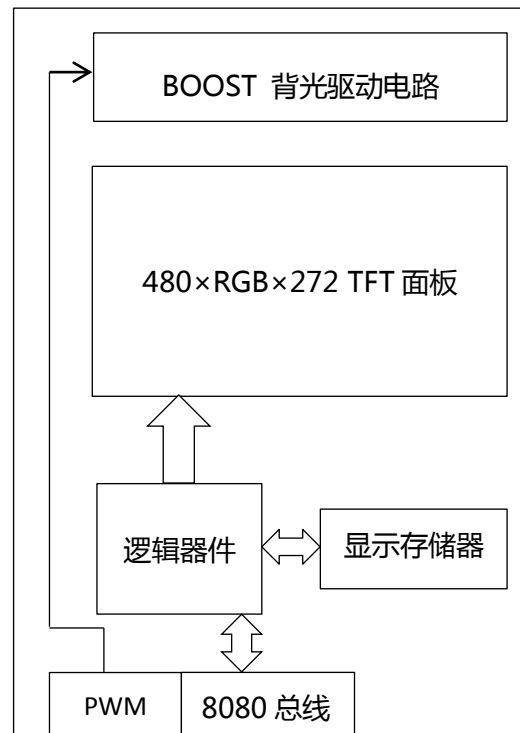 BOOST 背光驱动电路
480×RGB×272 TFT 面板
逻辑器件
显示存储器
PWM
8080 总线